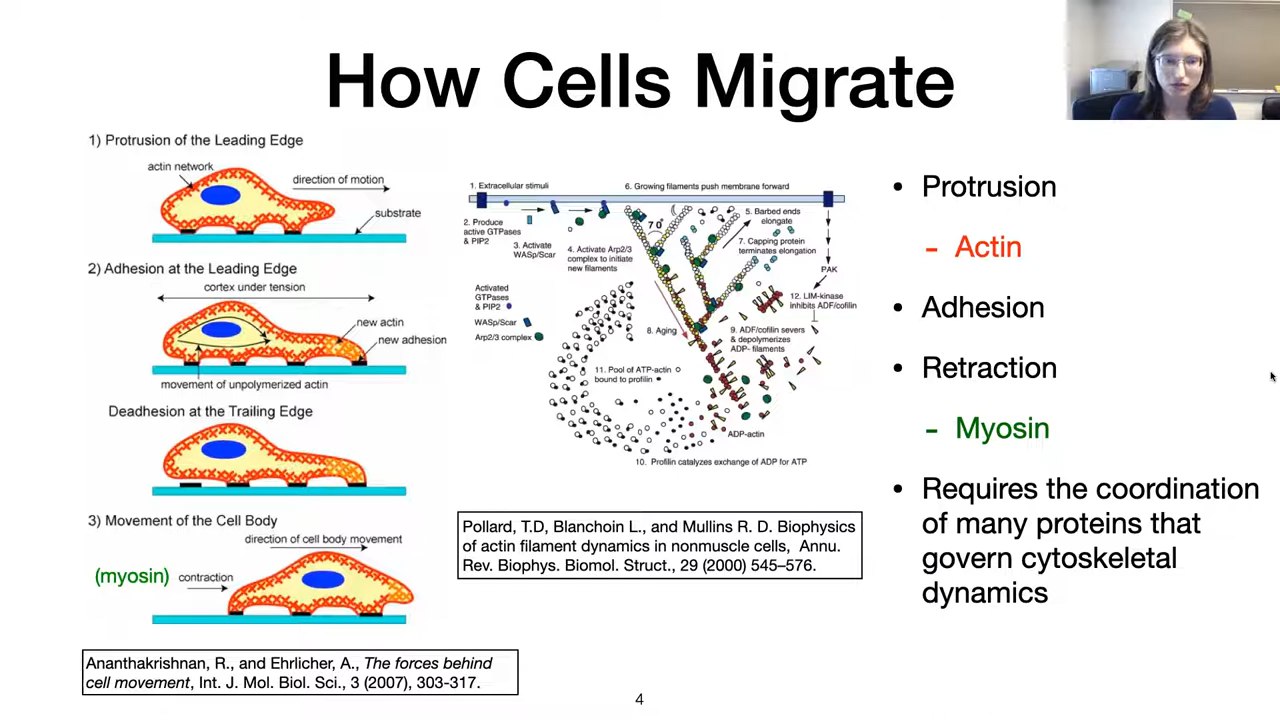 How Cells Migrate
1) Protrusion of the Leading Edge
actin network
direction of motion
substrate
2) Adhesion at the Leading Edge
cortex under tension
new actin
new adhesion
movement of unpolymerized actin
Deadhesion at the Trailing Edge
3) Movement of the Cell Body
direction of cell body movement
(myosin)
contraction
Ananthakrishnan, R., and Ehrlicher, A., The forces behind
cell movement, Int. J. Mol. Biol. Sci., 3 (2007), 303-317.
1. Extracellular stimuli
6. Growing filaments push membrane forward
2. Produce
active GTPases
& PIP2
3. Activate
WASp/Scar
4. Activate Arp2/3
complex to initiate
new filaments
70°
5. Barbed ends
elongate
7. Capping protein
terminates elongation
PAK
12. LIM-kinase
inhibits ADF/cofilin
Activated
GTPases
& PIP2
WASp/Scar
Arp2/3 complex
8. Aging
9. ADF/cofilin severs
& depolymerizes
ADP- filaments
11. Pool of ATP-actin
bound to profilin
ADP-actin
10. Profilin catalyzes exchange of ADP for ATP
Pollard, T.D, Blanchoin L., and Mullins R. D. Biophysics
of actin filament dynamics in nonmuscle cells, Annu.
Rev. Biophys. Biomol. Struct., 29 (2000) 545–576.
• Protrusion
- Actin
• Adhesion
• Retraction
- Myosin
• Requires the coordination
of many proteins that
govern cytoskeletal
dynamics
4